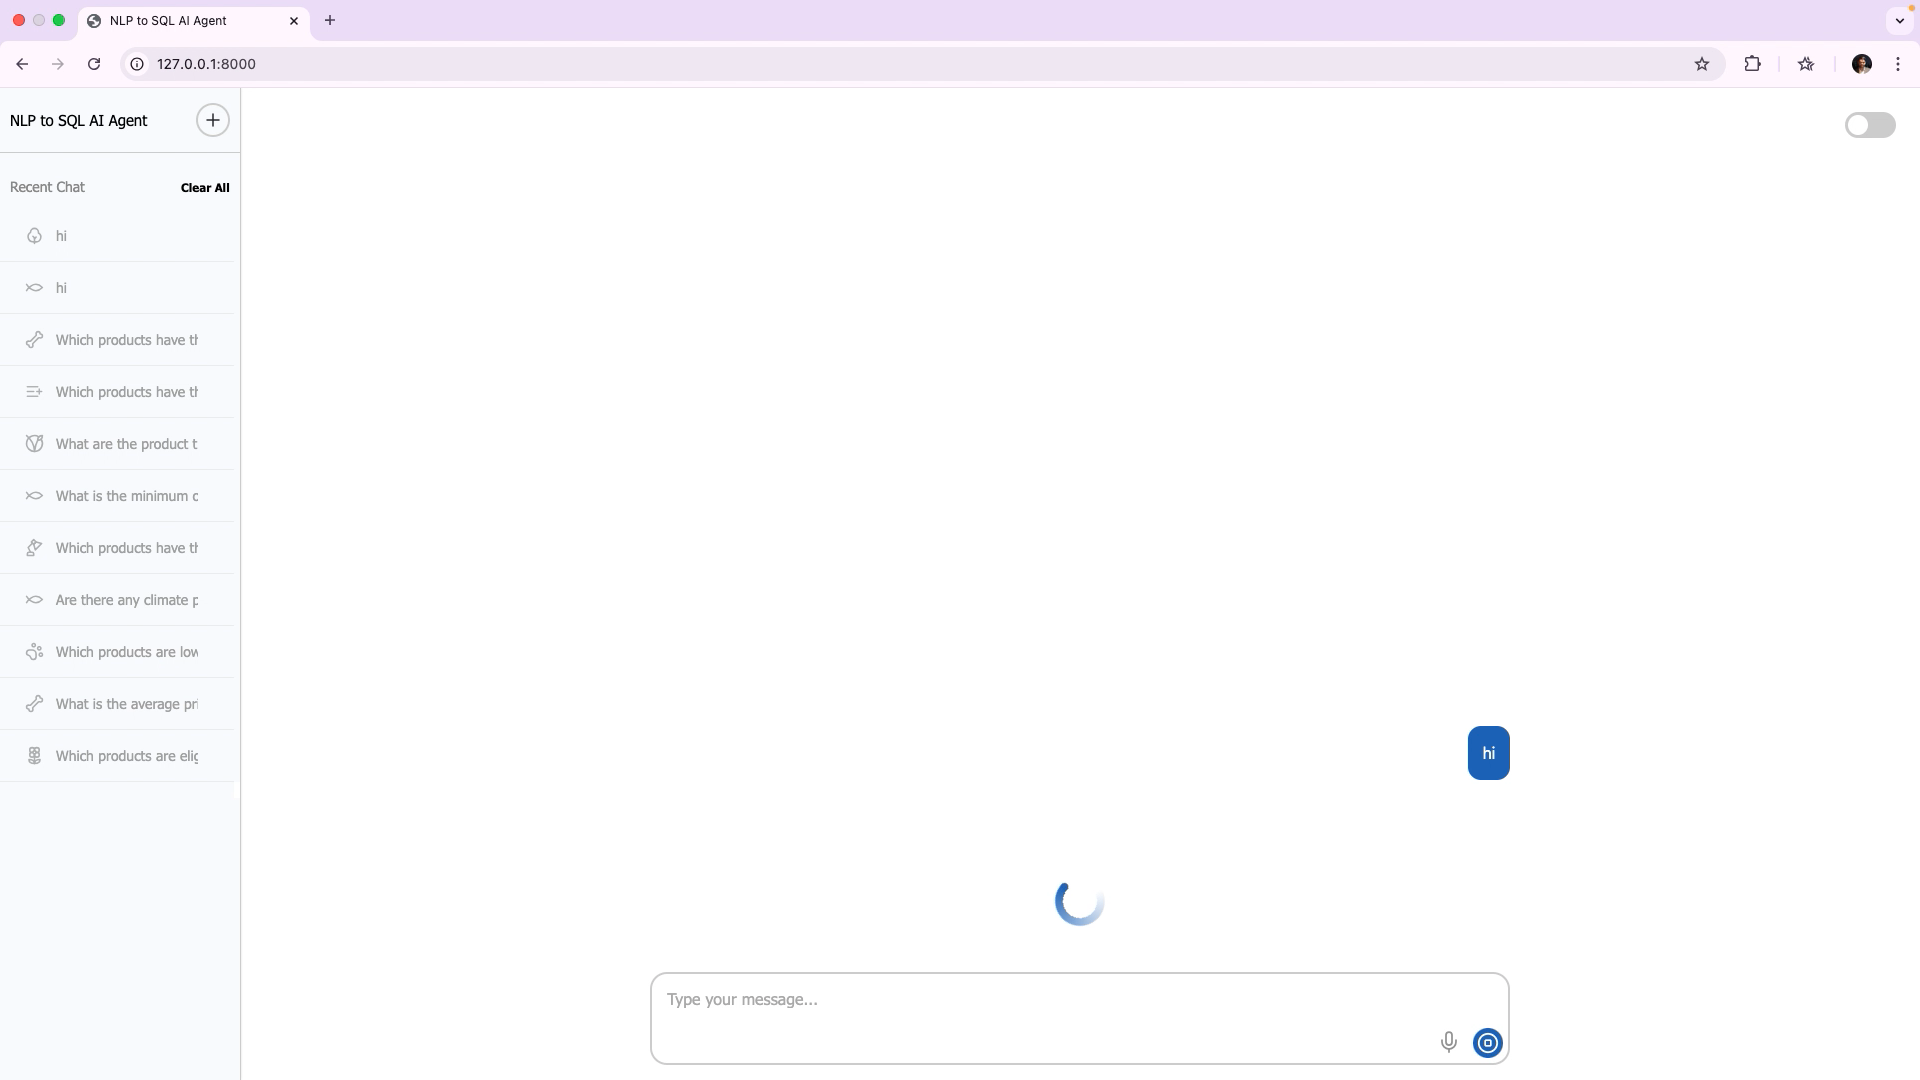 NLP to SQL AI Agent
127.0.0.1:8000
NLP to SQL AI Agent
Recent Chat
Clear All
hi
hi
Which products have th
Which products have th
What are the product t
What is the minimum c
Which products have th
Are there any climate p
Which products are low
What is the average pri
Which products are elig
hi
Type your message...